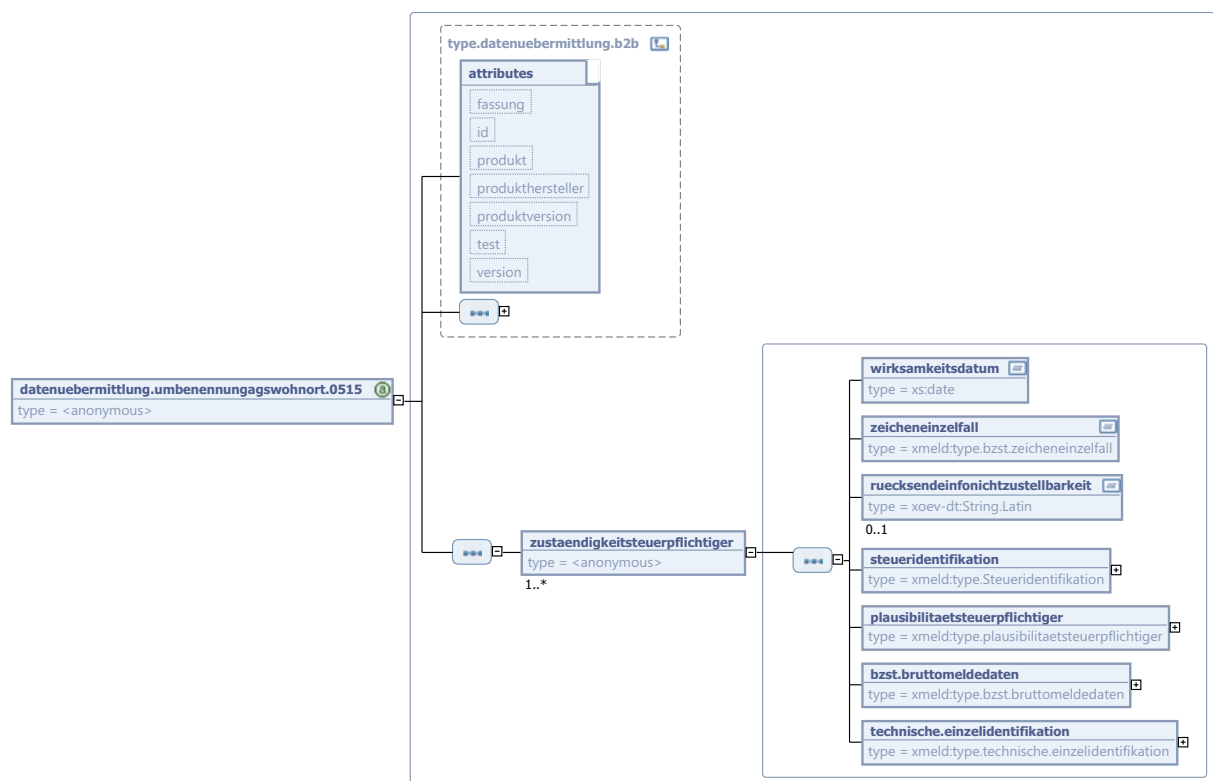 type.datenuebermittlung.b2b
attributes
fassung
id
produkt
produkthersteller
produktversion
test
version
datenuebermittlung.umbenennungagswohnort.0515
type = <anonymous>
zustaendigkeitsteuerpflichtiger
type = <anonymous>
1..*
wirksamkeitsdatum
type = xs:date
zeicheneinzelfall
type = xmeld:type.bzst.zeicheneinzelfall
ruecksendeinfonichtzustellbarkeit
type = xoev-dt:String.Latin
0..1
steueridentifikation
type = xmeld:type.Steueridentifikation
plausibilitaetsteuerpflichtiger
type = xmeld:type.plausibilitaetsteuerpflichtiger
bzst.bruttomeldedaten
type = xmeld:type.bzst.bruttomeldedaten
technische.einzelidentifikation
type = xmeld:type.technische.einzelidentifikation